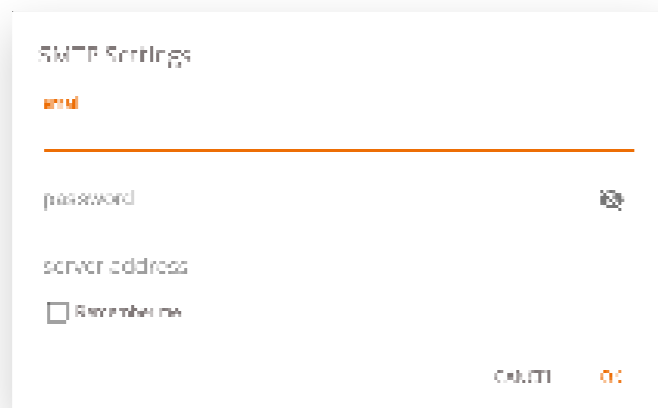 SMTP Settings
email
password
server address
Remember me
CANCEL
OK